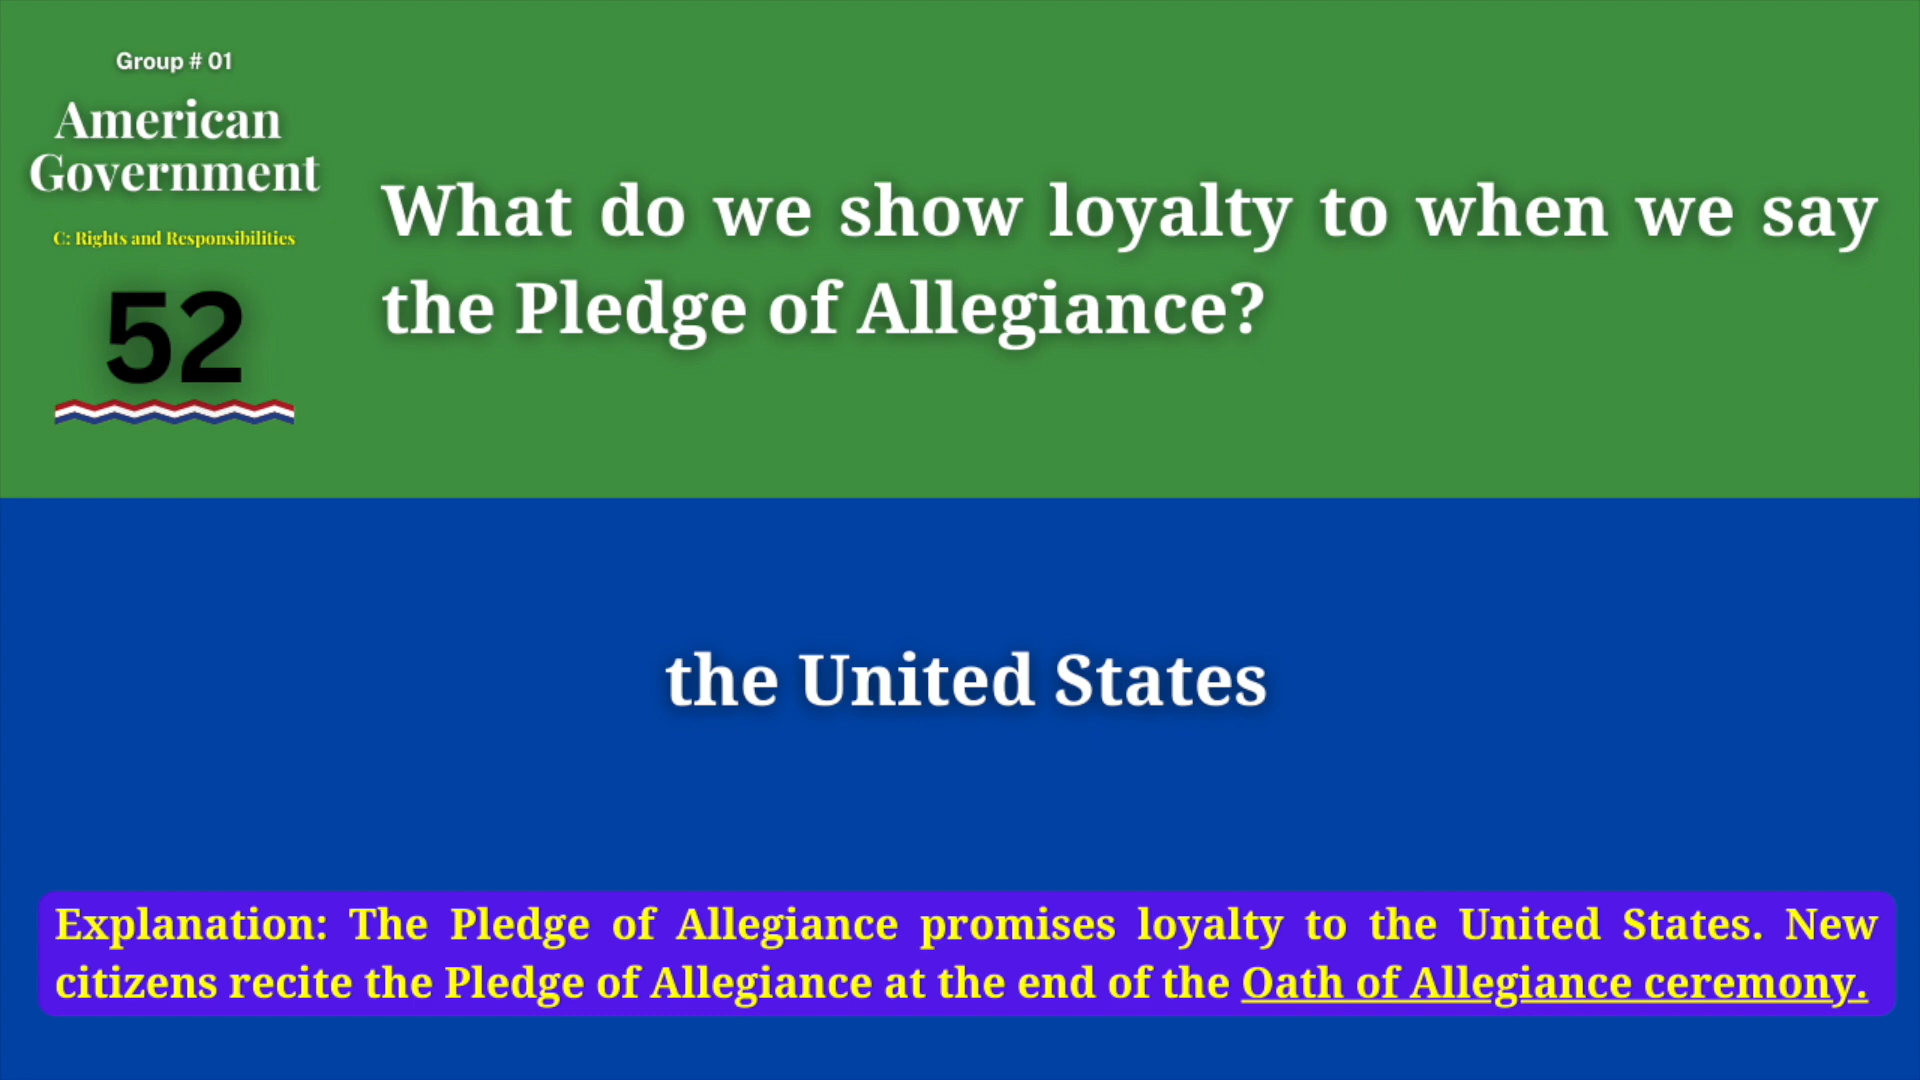 Group # 01
American
Government
C: Rights and Responsibilities
52
What do we show loyalty to when we say
the Pledge of Allegiance?
the United States
Explanation: The Pledge of Allegiance promises loyalty to the United States. New
citizens recite the Pledge of Allegiance at the end of the Oath of Allegiance ceremony.